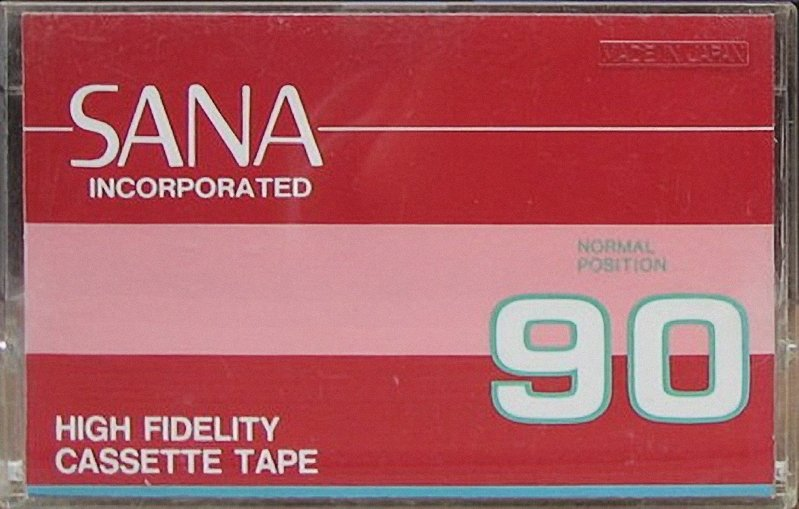 MADE IN JAPAN
SANA
INCORPORATED
NORMAL
POSITION
90
HIGH FIDELITY
CASSETTE TAPE